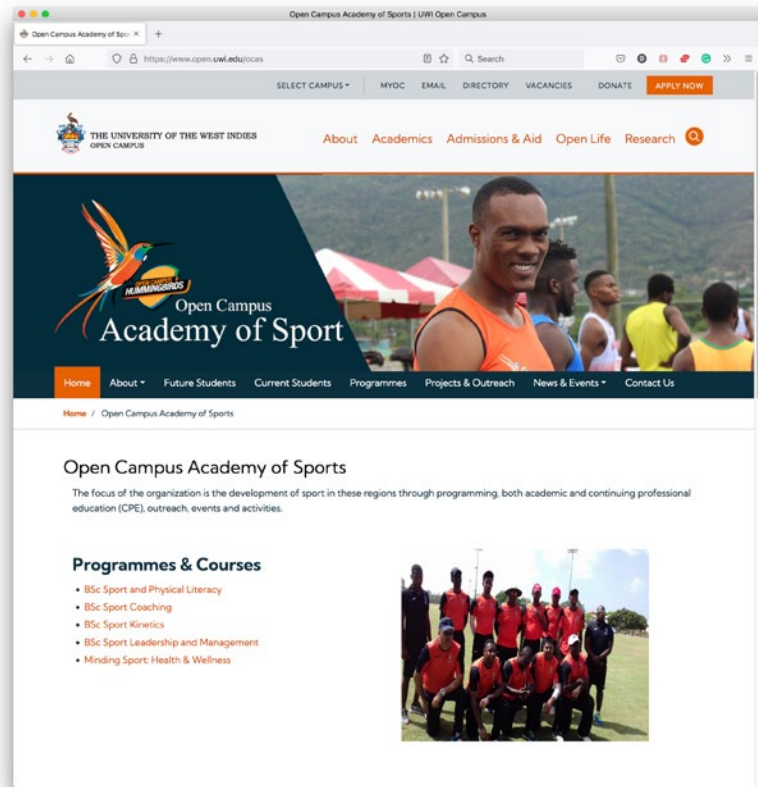 Open Campus Academy of Sports | UWI Open Campus
Open Campus Academy of Spor
https://www.open.uwi.edu/ocas
Search
SELECT CAMPUS
MYOC
EMAIL
DIRECTORY
VACANCIES
DONATE
APPLY NOW
THE UNIVERSITY OF THE WEST INDIES
OPEN CAMPUS
About
Academics
Admissions & Aid
Open Life
Research
OPEN CAMPUS
HUMMINGBIRDS
Open Campus
Academy of Sport
Home
About
Future Students
Current Students
Programmes
Projects & Outreach
News & Events
Contact Us
Home / Open Campus Academy of Sports
Open Campus Academy of Sports
The focus of the organization is the development of sport in these regions through programming, both academic and continuing professional
education (CPE), outreach, events and activities.
Programmes & Courses
• BSc Sport and Physical Literacy
• BSc Sport Coaching
• BSc Sport Kinetics
• BSc Sport Leadership and Management
• Minding Sport: Health & Wellness